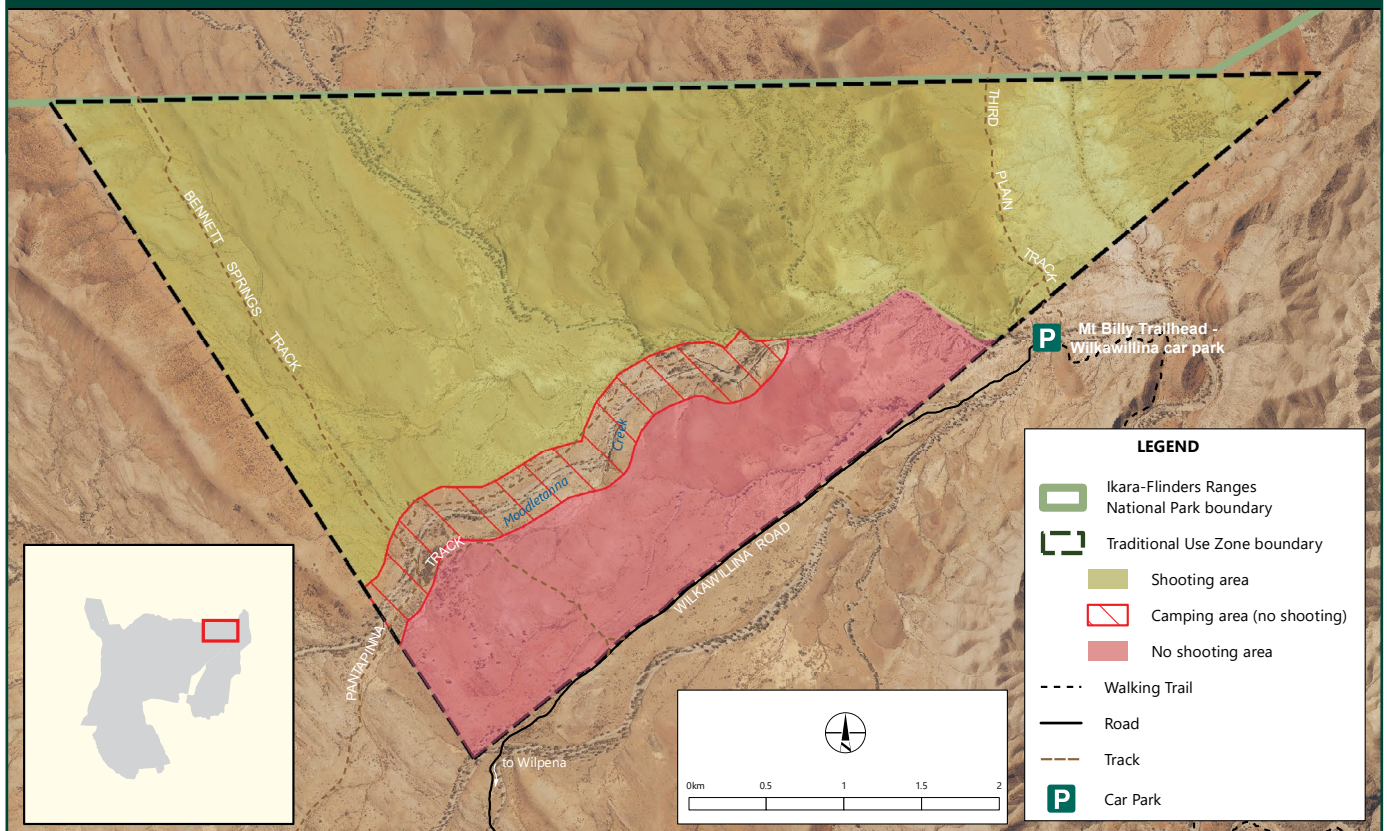 THIRD
PLAIN
TRACK
BENNETT
SPRINGS
TRACK
P
Mt Billy Trailhead -
Wilkawillina car park
Creek
Moodletanna
TRACK
PANTAPINNA
WILKAWILLINA ROAD
to Wilpena
LEGEND
Ikara-Flinders Ranges
National Park boundary
Traditional Use Zone boundary
Shooting area
Camping area (no shooting)
No shooting area
Walking Trail
Road
Track
P
Car Park
0km
0.5
1
1.5
2